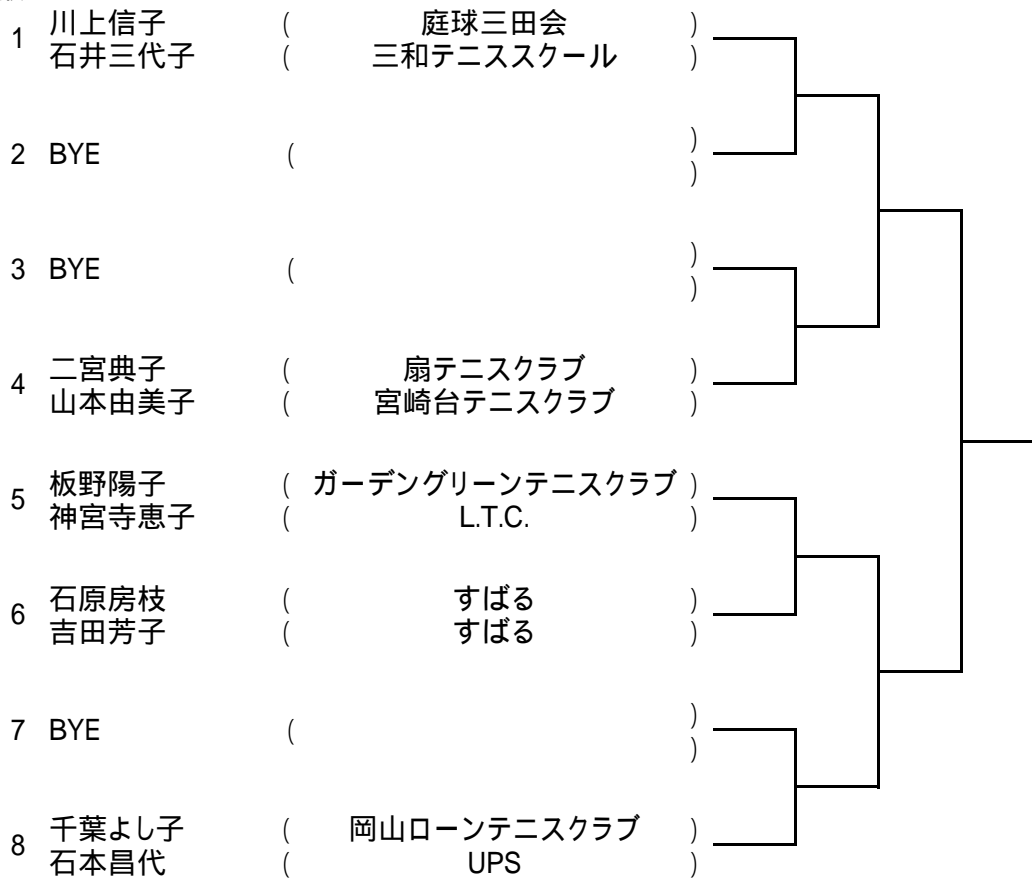 1 川上信子 ( 庭球三田会 )
石井三代子 ( 三和テニススクール )
2 BYE ( )
)
3 BYE ( )
)
4 二宮典子 ( 扇テニスクラブ )
山本由美子 ( 宮崎台テニスクラブ )
5 板野陽子 ( ガーデングリーンテニスクラブ )
神宮寺恵子 ( L.T.C. )
6 石原房枝 ( すばる )
吉田芳子 ( すばる )
7 BYE ( )
)
8 千葉よし子 ( 岡山ローンテニスクラブ )
石本昌代 ( UPS )